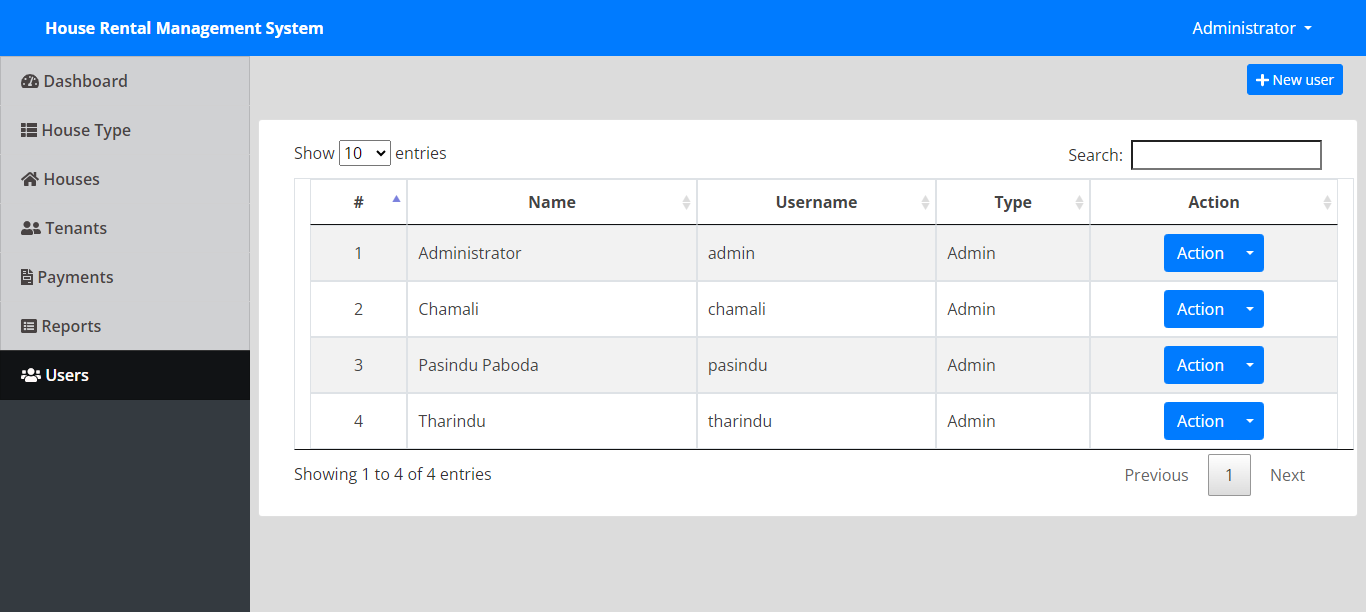 House Rental Management System Administrator
Dashboard
New user
House Type
Show 10 entries Search:
Houses
# Name Username Type Action
Tenants
1 Administrator admin Admin Action
Payments
2 Chamali chamali Admin Action
Reports
3 Pasindu Paboda pasindu Admin Action
Users
4 Tharindu tharindu Admin Action
Showing 1 to 4 of 4 entries Previous 1 Next